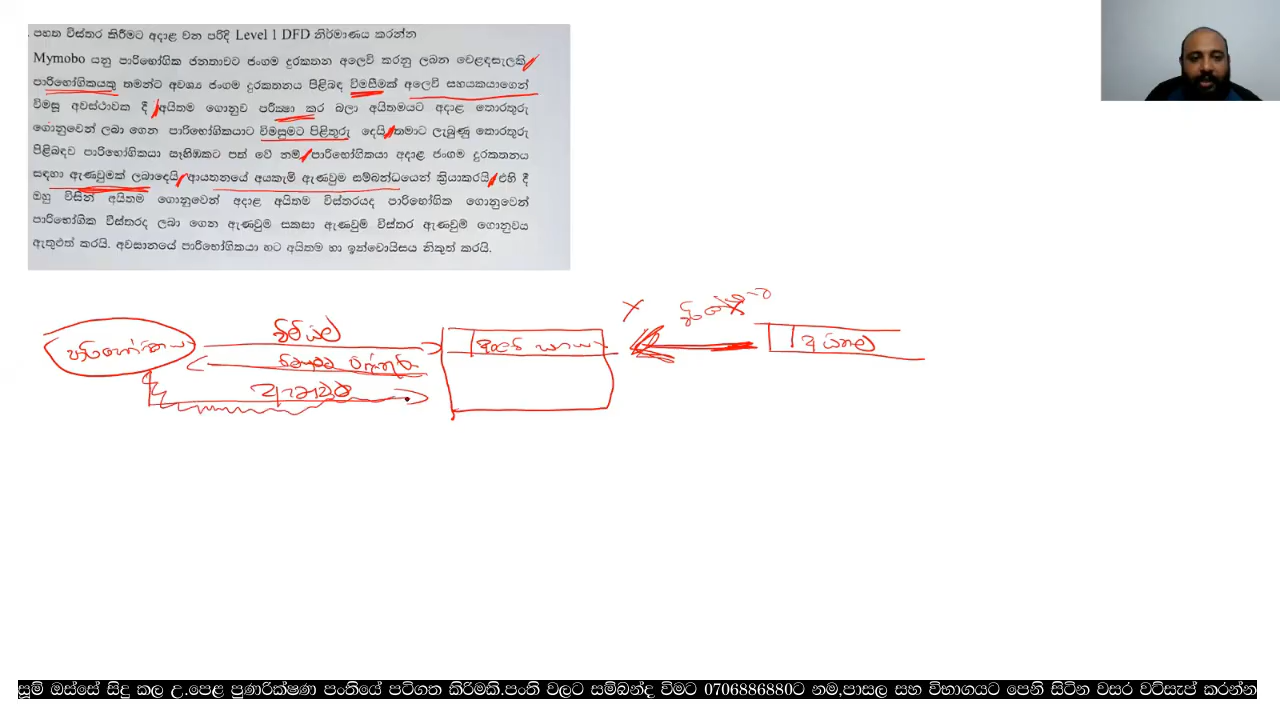 . පහත විස්තර කිරීමට අදාළ වන පරිදි Level 1 DFD නිර්මාණය කරන්න
Mymobo යනු පාරිභෝගික ජනතාවට ජංගම දුරකතන අලෙවි කරනු ලබන වෙළඳසැලකි
පාරිභෝගියකු තමන්ට අවශ්‍ය ජංගම දුරකතනය පිළිබඳ විමසීමක් අලෙවි සහයකයාගෙන්
විමසූ අවස්ථාවක දී අයිතම ගොනුව පරික්‍ෂා කර බලා අයිතමයට අදාළ තොරතුරු
ගොනුවෙන් ලබා ගෙන පාරිභෝගිකයාට විමසුමට පිළිතුරු දෙයි තමාට ලැබුණු තොරතුරු
පිළිබඳව පාරිභෝගිකයා සෑහීමකට පත් වේ නම් පාරිභෝගිකයා අදාළ ජංගම දුරකතනය
සඳහා ඇණවුමක් ලබාදෙයි ආයතනයේ අයකැමි ඇණවුම සම්බන්ධයෙන් ක්‍රියාකරයි එහි දී
ඔහු විසින් අයිතම ගොනුවෙන් අදාළ අයිතම විස්තරයද පාරිභෝගික ගොනුවෙන්
පාරිභෝගික විස්තරද ලබා ගෙන ඇණවුම සකසා ඇණවුම් විස්තර ඇණවුම් ගොනුවය
ඇතුළුත් කරයි. අවසානයේ පාරිභෝගිකයා හට අයිතම හා ඉන්වොයිසය නිකුත් කරයි.
පාරිභෝගිකයා
අයිතම
ඇණවුම
සූම් ඔස්සේ සිදු කල උ.පෙළ පුණරික්ෂණ පංතියේ පටිගත කිරිමකි.පංති වලට සම්බන්ද විමට 0706886880ට නම,පාසල සහ විභාගයට පෙනි සිටින වසර වට්සැප් කරන්න